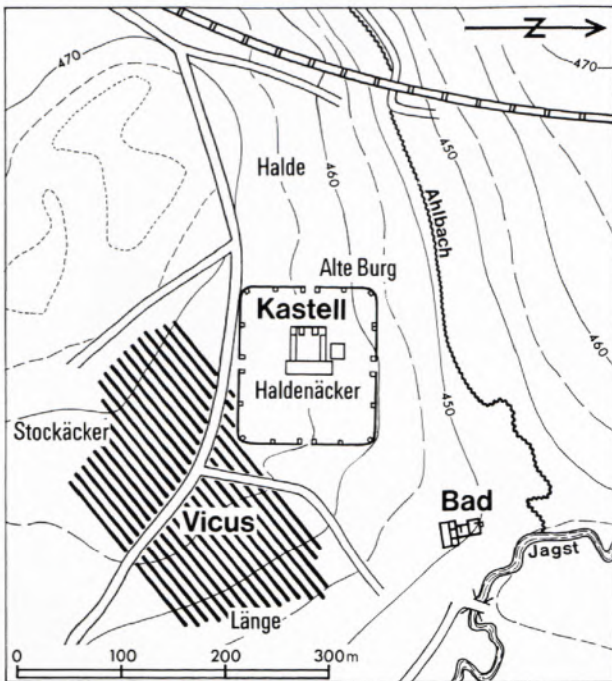 N
470
470
450
Halde
460
Ahlbach
Alte Burg
Kastell
460
Haldenäcker
450
Stockäcker
Bad
Vicus
Jagst
Länge
0 100 200 300 m